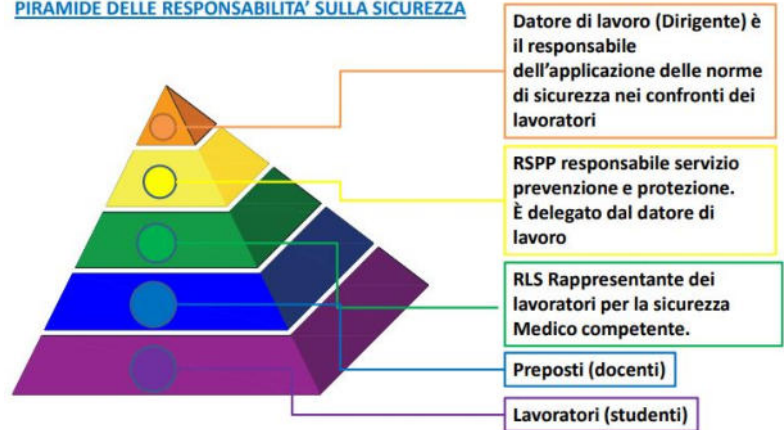 PIRAMIDE DELLE RESPONSABILITA' SULLA SICUREZZA
Datore di lavoro (Dirigente) è
il responsabile
dell'applicazione delle norme
di sicurezza nei confronti dei
lavoratori
RSPP responsabile servizio
prevenzione e protezione.
È delegato dal datore di
lavoro
RLS Rappresentante dei
lavoratori per la sicurezza
Medico competente.
Preposti (docenti)
Lavoratori (studenti)